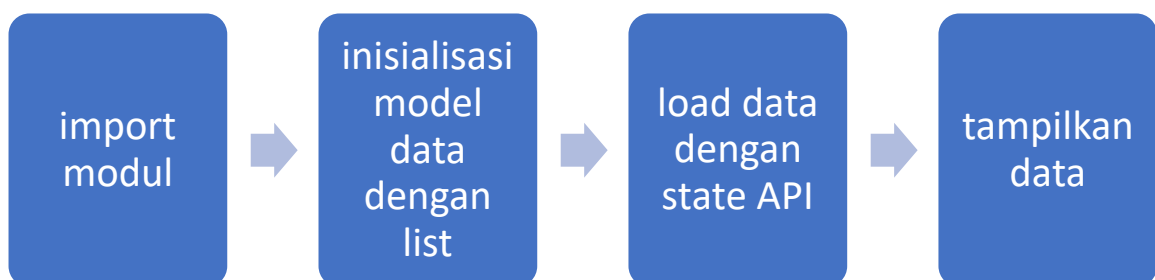 import
modul
inisialisasi
model
data
dengan
list
load data
dengan
state API
tampilkan
data